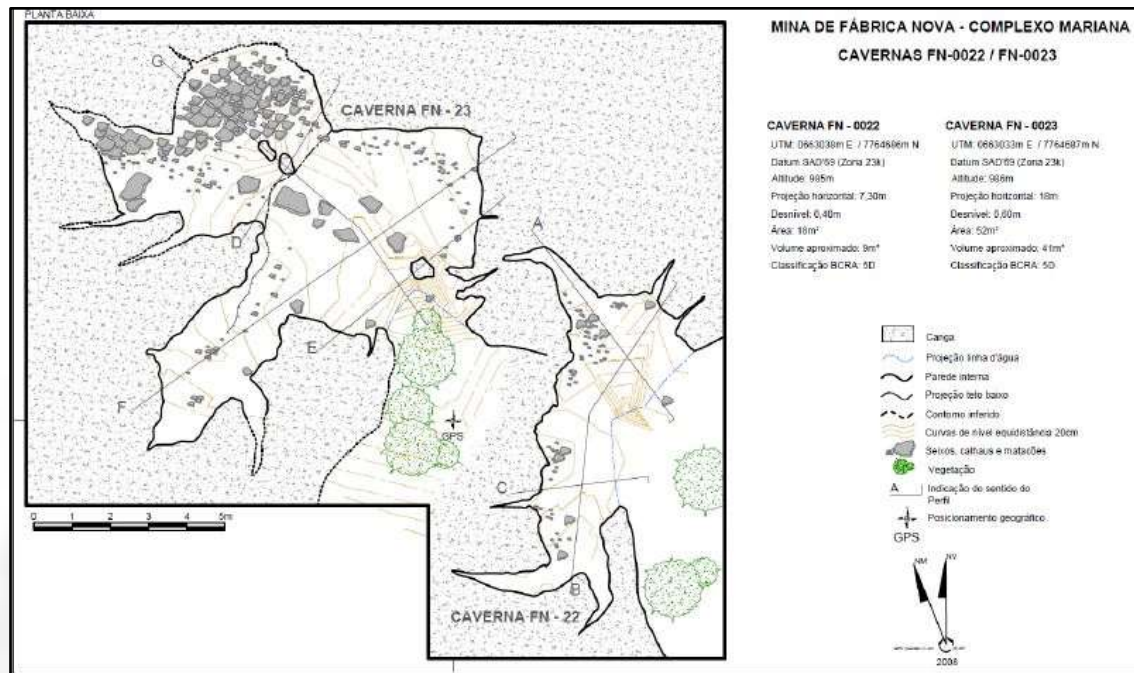 PLANTA BAIXA
MINA DE FÁBRICA NOVA - COMPLEXO MARIANA
CAVERNAS FN-0022 / FN-0023
CAVERNA FN - 0022
UTM: 0663038m E / 7764686m N
Datum SAD'69 (Zona 23k)
Altitude: 985m
Projeção horizontal: 7,30m
Desnível: 6,40m
Área: 18m²
Volume aproximado: 9m³
Classificação BCRA: 5D
CAVERNA FN - 0023
UTM: 0663033m E / 7764687m N
Datum SAD'69 (Zona 23k)
Altitude: 986m
Projeção horizontal: 18m
Desnível: 5,60m
Área: 52m²
Volume aproximado: 41m³
Classificação BCRA: 5D
G
CAVERNA FN - 23
A
D
E
F
GPS
C
B
CAVERNA FN - 22
0 1 2 3 4 5m
Canga
Projeção linha d'água
Parede interna
Projeção teto baixo
Contorno inferido
Curvas de nível equidistância 20cm
Seixos, calhaus e matacões
Vegetação
A
Indicação do sentido do
Perfil
Posicionamento geográfico
GPS
NM
NV
2008